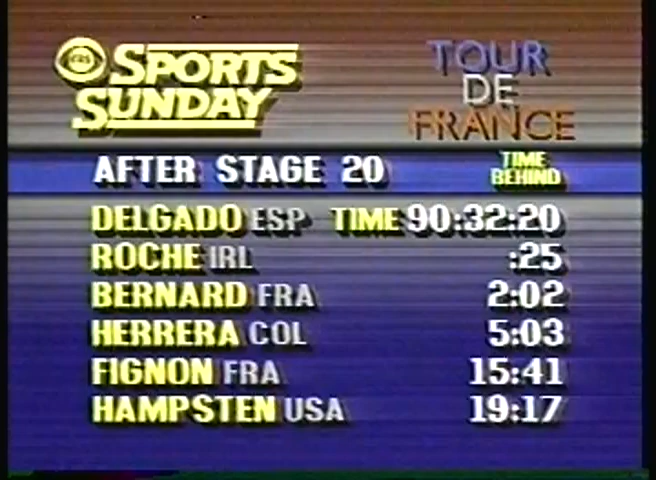 CBS SPORTS
SUNDAY
TOUR
DE
FRANCE
AFTER STAGE 20 TIME BEHIND
DELGADO ESP TIME 90:32:20
ROCHE IRL :25
BERNARD FRA 2:02
HERRERA COL 5:03
FIGNON FRA 15:41
HAMPSTEN USA 19:17